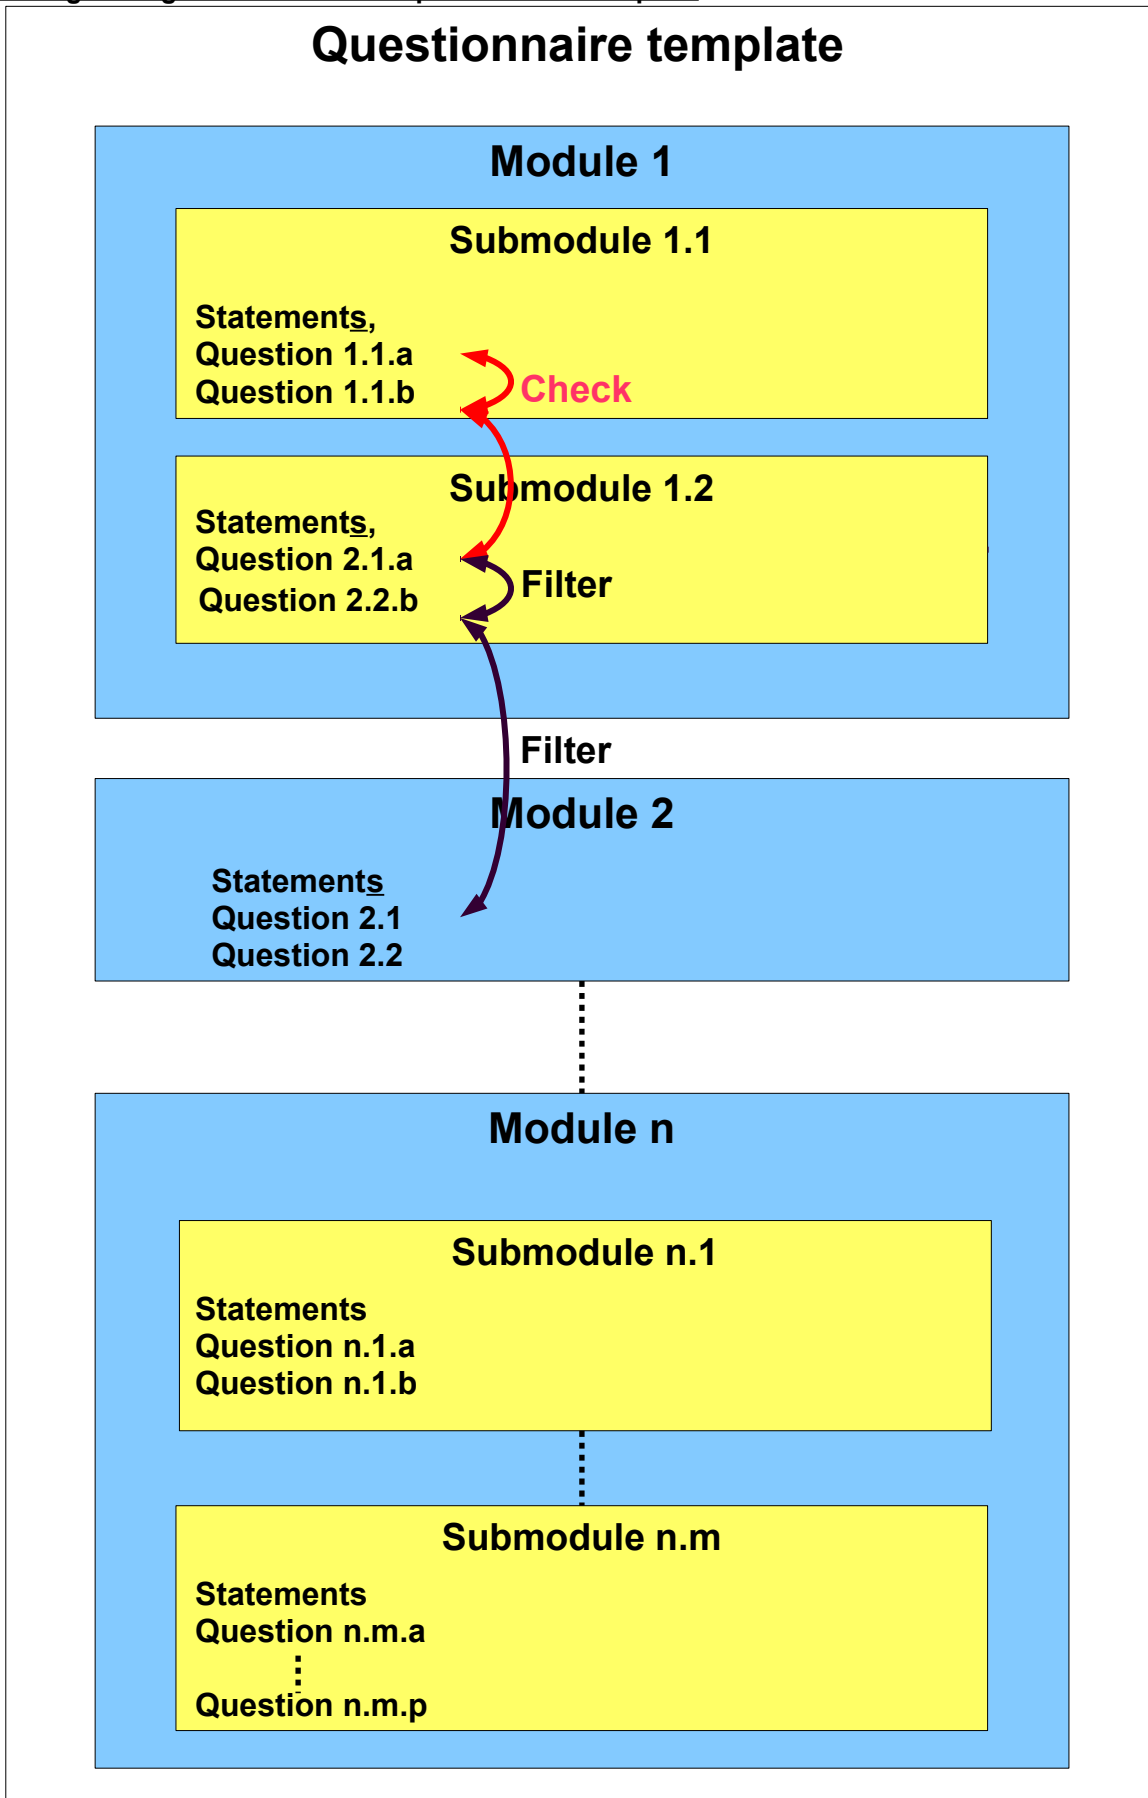 Questionnaire template
Module 1
Submodule 1.1
Statements,
Question 1.1.a
Question 1.1.b
Check
Submodule 1.2
Statements,
Question 2.1.a
Filter
Question 2.2.b
Filter
Module 2
Statements
Question 2.1
Question 2.2
Module n
Submodule n.1
Statements
Question n.1.a
Question n.1.b
Submodule n.m
Statements
Question n.m.a
Question n.m.p